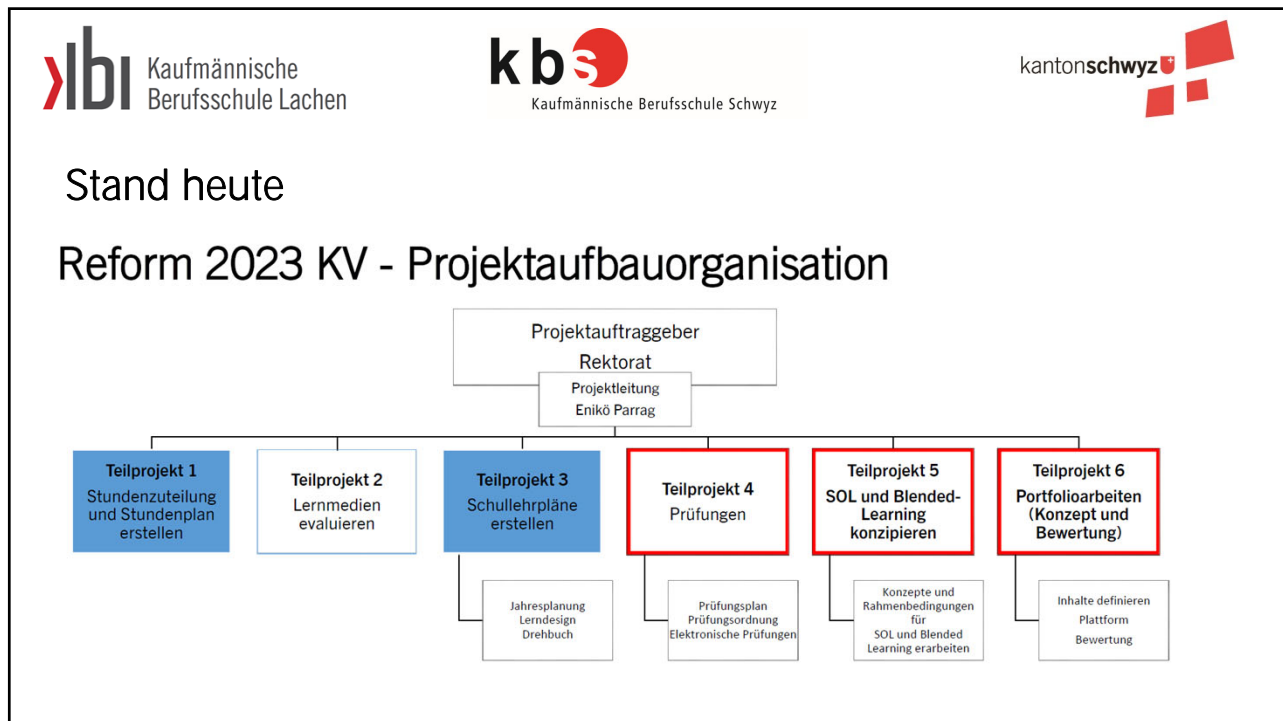 kbl Kaufmännische
Berufsschule Lachen
kbs
Kaufmännische Berufsschule Schwyz
kantonschwyz
Stand heute
Reform 2023 KV - Projektaufbauorganisation
Projektauftraggeber
Rektorat
Projektleitung
Enikö Parrag
Teilprojekt 1
Stundenzuteilung
und Stundenplan
erstellen
Teilprojekt 2
Lernmedien
evaluieren
Teilprojekt 3
Schullehrpläne
erstellen
Teilprojekt 4
Prüfungen
Teilprojekt 5
SOL und Blended-
Learning
konzipieren
Teilprojekt 6
Portfolioarbeiten
(Konzept und
Bewertung)
Jahresplanung
Lerndesign
Drehbuch
Prüfungsplan
Prüfungsordnung
Elektronische Prüfungen
Konzepte und
Rahmenbedingungen
für
SOL und Blended
Learning erarbeiten
Inhalte definieren
Plattform
Bewertung